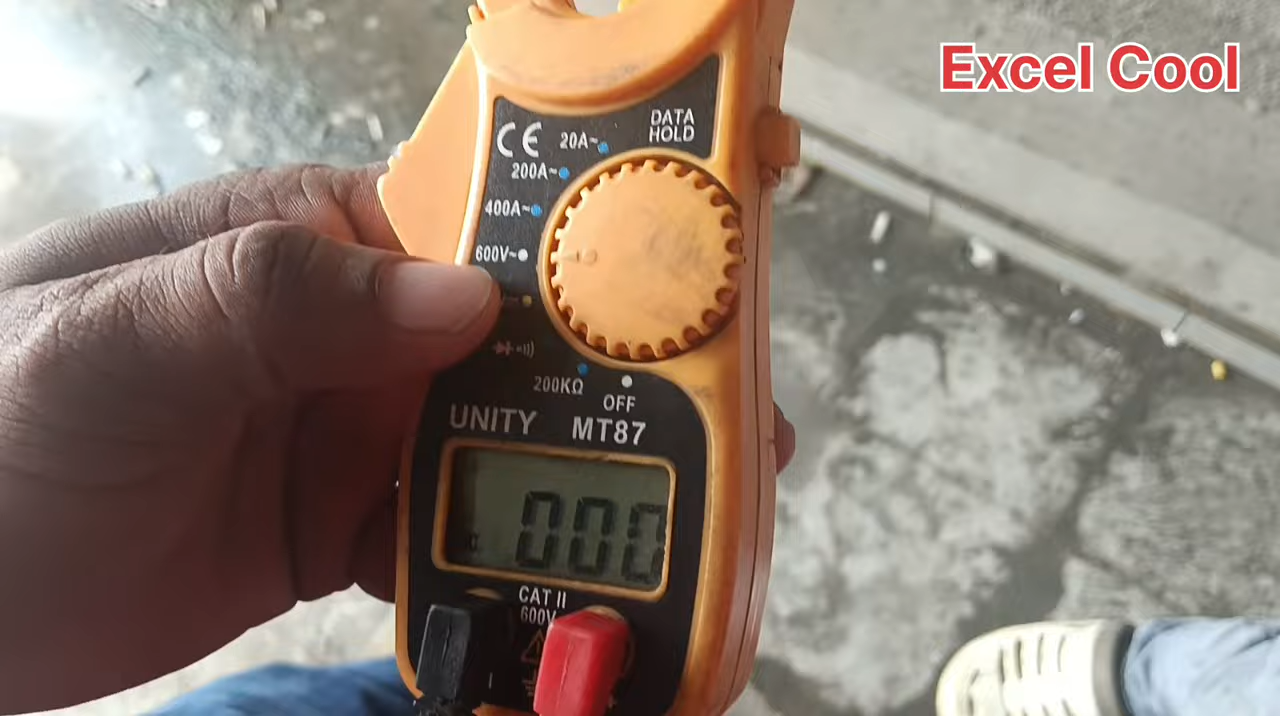 Excel Cool
DATA
HOLD
CE 20A~
200A~
400A~
600V~
200KΩ
OFF
UNITY MT87
000
CAT II
600V